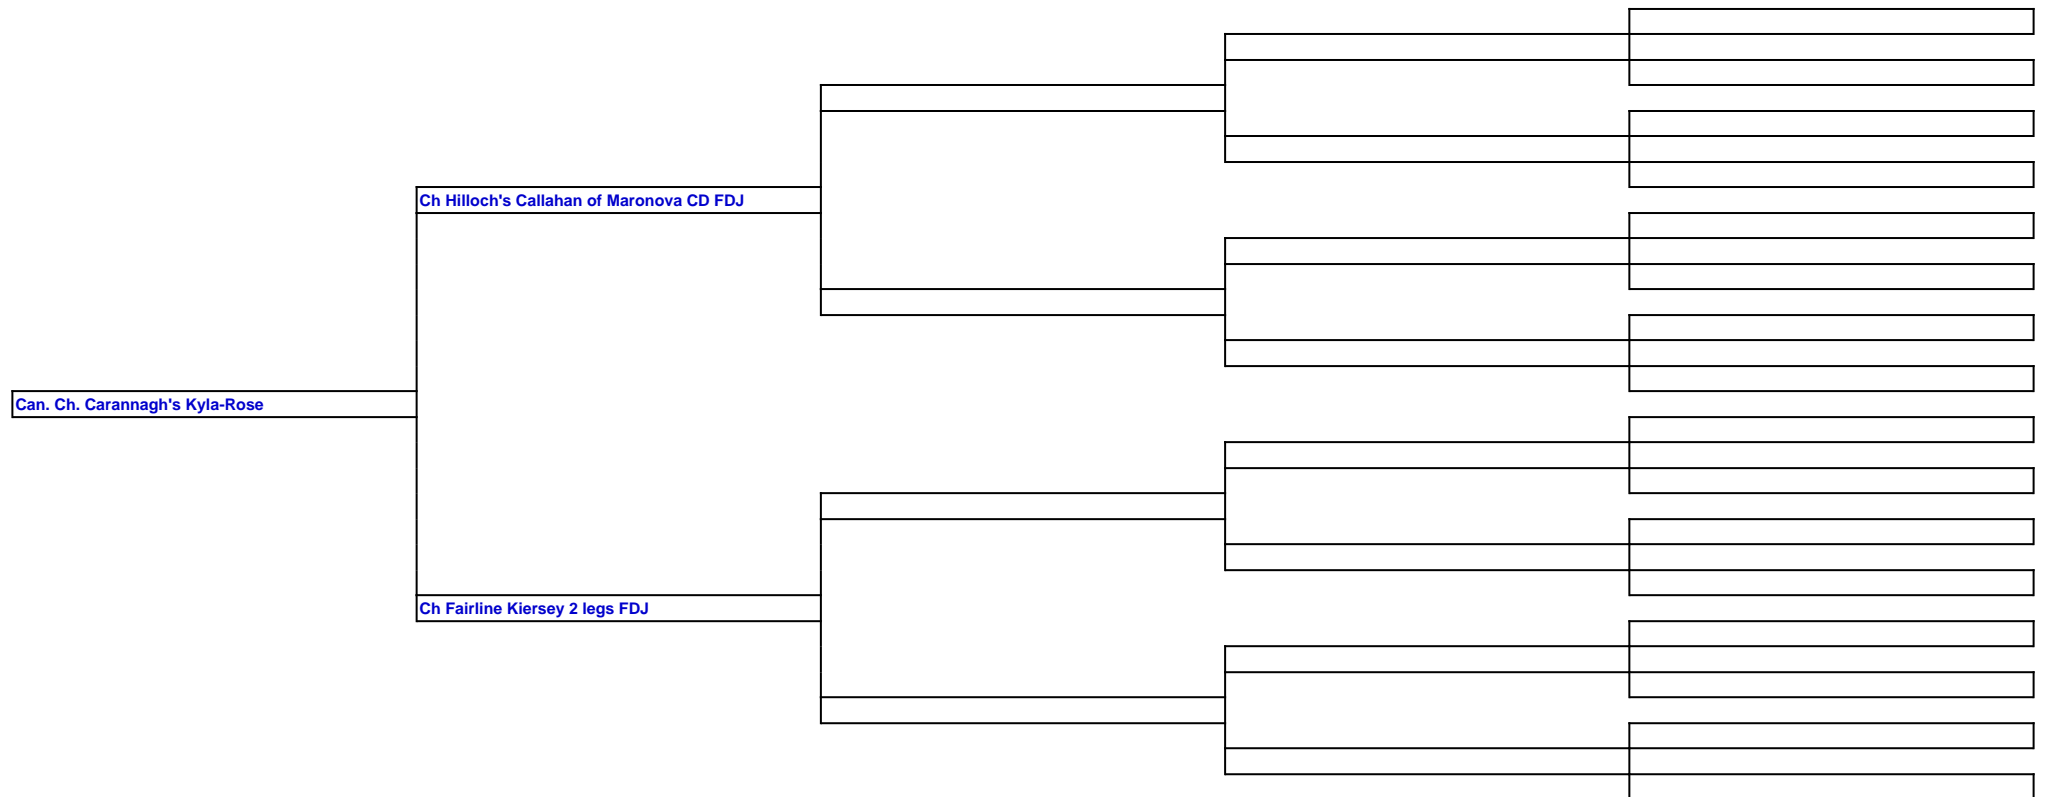 Ch Hilloch's Callahan of Maronova CD FDJ
Can. Ch. Carannagh's Kyla-Rose
Ch Fairline Kiersey 2 legs FDJ